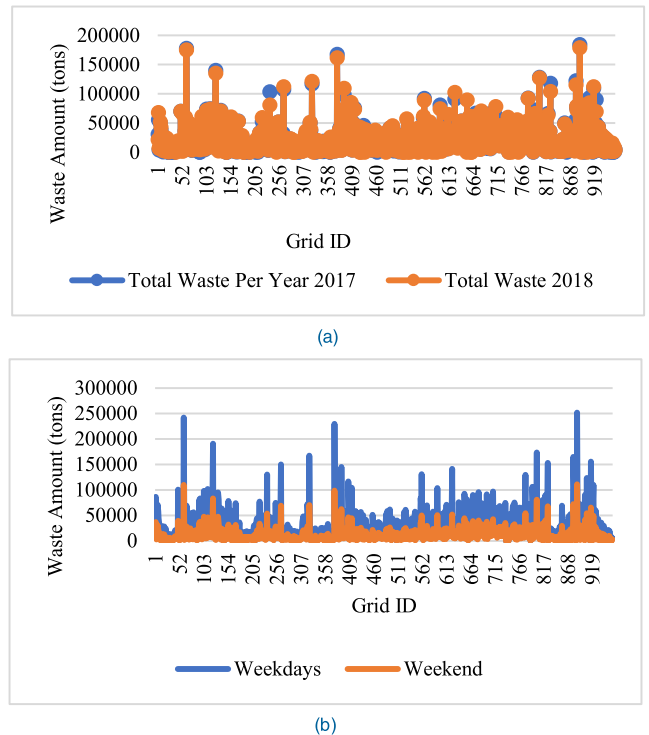 200000
150000
100000
50000
0
Waste Amount (tons)
1 52 103 154 205 256 307 358 409 460 511 562 613 664 715 766 817 868 919
Grid ID
Total Waste Per Year 2017 Total Waste 2018
(a)
300000
250000
200000
150000
100000
50000
0
Waste Amount (tons)
1 52 103 154 205 256 307 358 409 460 511 562 613 664 715 766 817 868 919
Grid ID
Weekdays Weekend
(b)